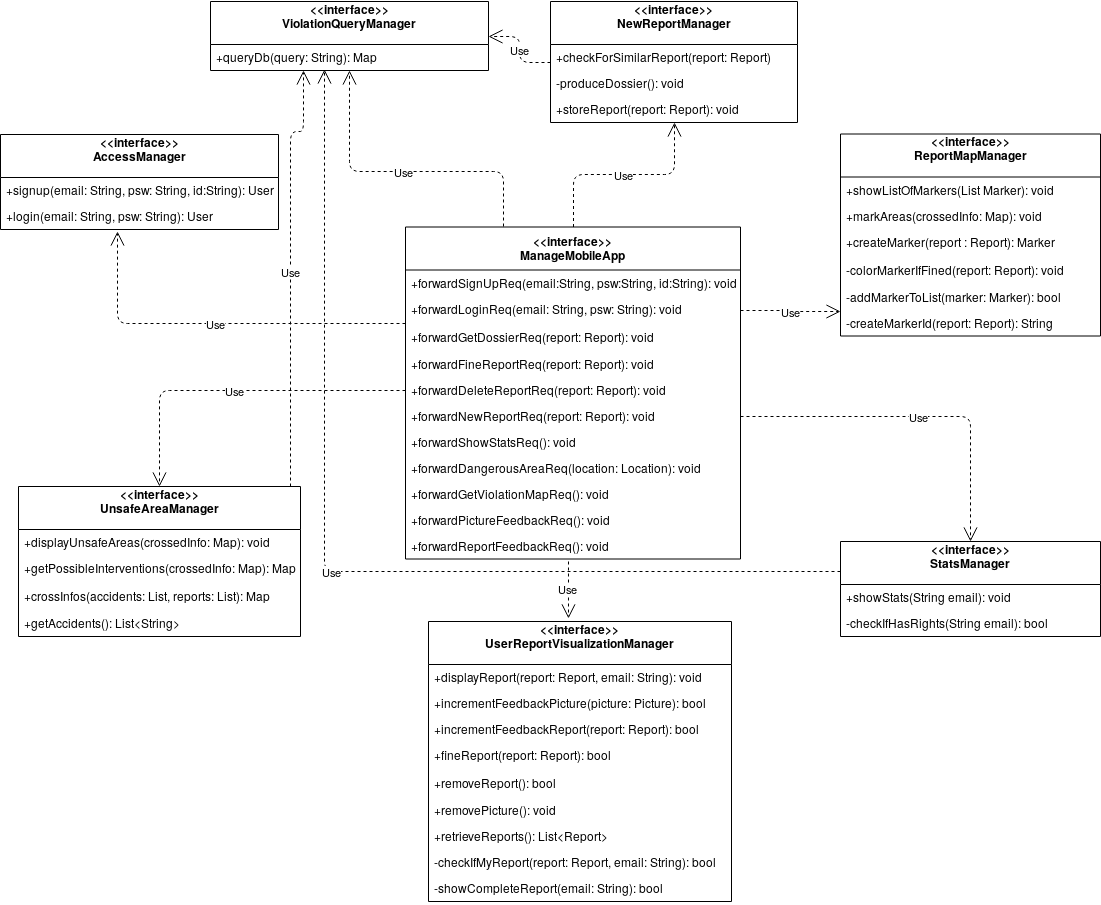 <<interface>>
ViolationQueryManager
+queryDb(query: String): Map
<<interface>>
NewReportManager
+checkForSimilarReport(report: Report)
-produceDossier(): void
+storeReport(report: Report): void
Use
<<interface>>
AccessManager
+signup(email: String, psw: String, id:String): User
+login(email: String, psw: String): User
<<interface>>
ReportMapManager
+showListOfMarkers(List Marker): void
+markAreas(crossedInfo: Map): void
+createMarker(report : Report): Marker
-colorMarkerIfFined(report: Report): void
-addMarkerToList(marker: Marker): bool
-createMarkerId(report: Report): String
Use
Use
Use
<<interface>>
ManageMobileApp
+forwardSignUpReq(email:String, psw:String, id:String): void
+forwardLoginReq(email: String, psw: String): void
+forwardGetDossierReq(report: Report): void
+forwardFineReportReq(report: Report): void
+forwardDeleteReportReq(report: Report): void
+forwardNewReportReq(report: Report): void
+forwardShowStatsReq(): void
+forwardDangerousAreaReq(location: Location): void
+forwardGetViolationMapReq(): void
+forwardPictureFeedbackReq(): void
+forwardReportFeedbackReq(): void
Use
Use
Use
Use
<<interface>>
UnsafeAreaManager
+displayUnsafeAreas(crossedInfo: Map): void
+getPossibleInterventions(crossedInfo: Map): Map
+crossInfos(accidents: List, reports: List): Map
+getAccidents(): List<String>
Use
Use
<<interface>>
StatsManager
+showStats(String email): void
-checkIfHasRights(String email): bool
<<interface>>
UserReportVisualizationManager
+displayReport(report: Report, email: String): void
+incrementFeedbackPicture(picture: Picture): bool
+incrementFeedbackReport(report: Report): bool
+fineReport(report: Report): bool
+removeReport(): bool
+removePicture(): void
+retrieveReports(): List<Report>
-checkIfMyReport(report: Report, email: String): bool
-showCompleteReport(email: String): bool